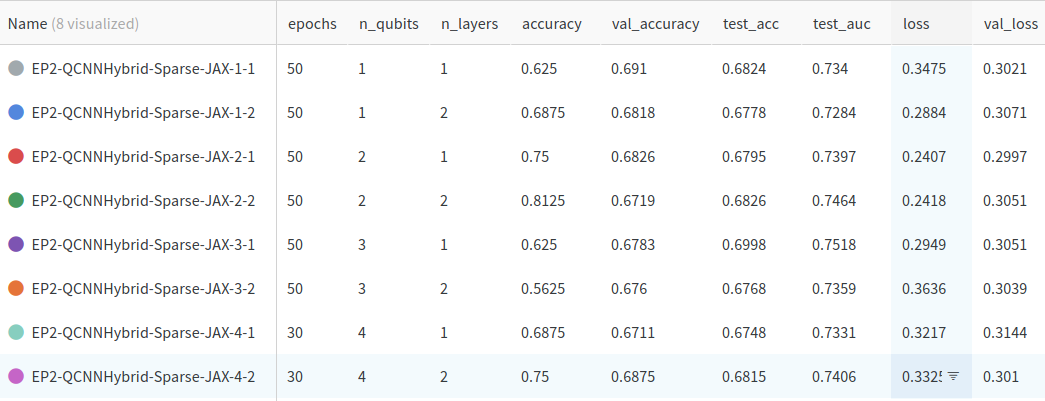 Name (8 visualized) epochs n_qubits n_layers accuracy val_accuracy test_acc test_auc loss val_loss
EP2-QCNNHybrid-Sparse-JAX-1-1 50 1 1 0.625 0.691 0.6824 0.734 0.3475 0.3021
EP2-QCNNHybrid-Sparse-JAX-1-2 50 1 2 0.6875 0.6818 0.6778 0.7284 0.2884 0.3071
EP2-QCNNHybrid-Sparse-JAX-2-1 50 2 1 0.75 0.6826 0.6795 0.7397 0.2407 0.2997
EP2-QCNNHybrid-Sparse-JAX-2-2 50 2 2 0.8125 0.6719 0.6826 0.7464 0.2418 0.3051
EP2-QCNNHybrid-Sparse-JAX-3-1 50 3 1 0.625 0.6783 0.6998 0.7518 0.2949 0.3051
EP2-QCNNHybrid-Sparse-JAX-3-2 50 3 2 0.5625 0.676 0.6768 0.7359 0.3636 0.3039
EP2-QCNNHybrid-Sparse-JAX-4-1 30 4 1 0.6875 0.6711 0.6748 0.7331 0.3217 0.3144
EP2-QCNNHybrid-Sparse-JAX-4-2 30 4 2 0.75 0.6875 0.6815 0.7406 0.3325 0.301